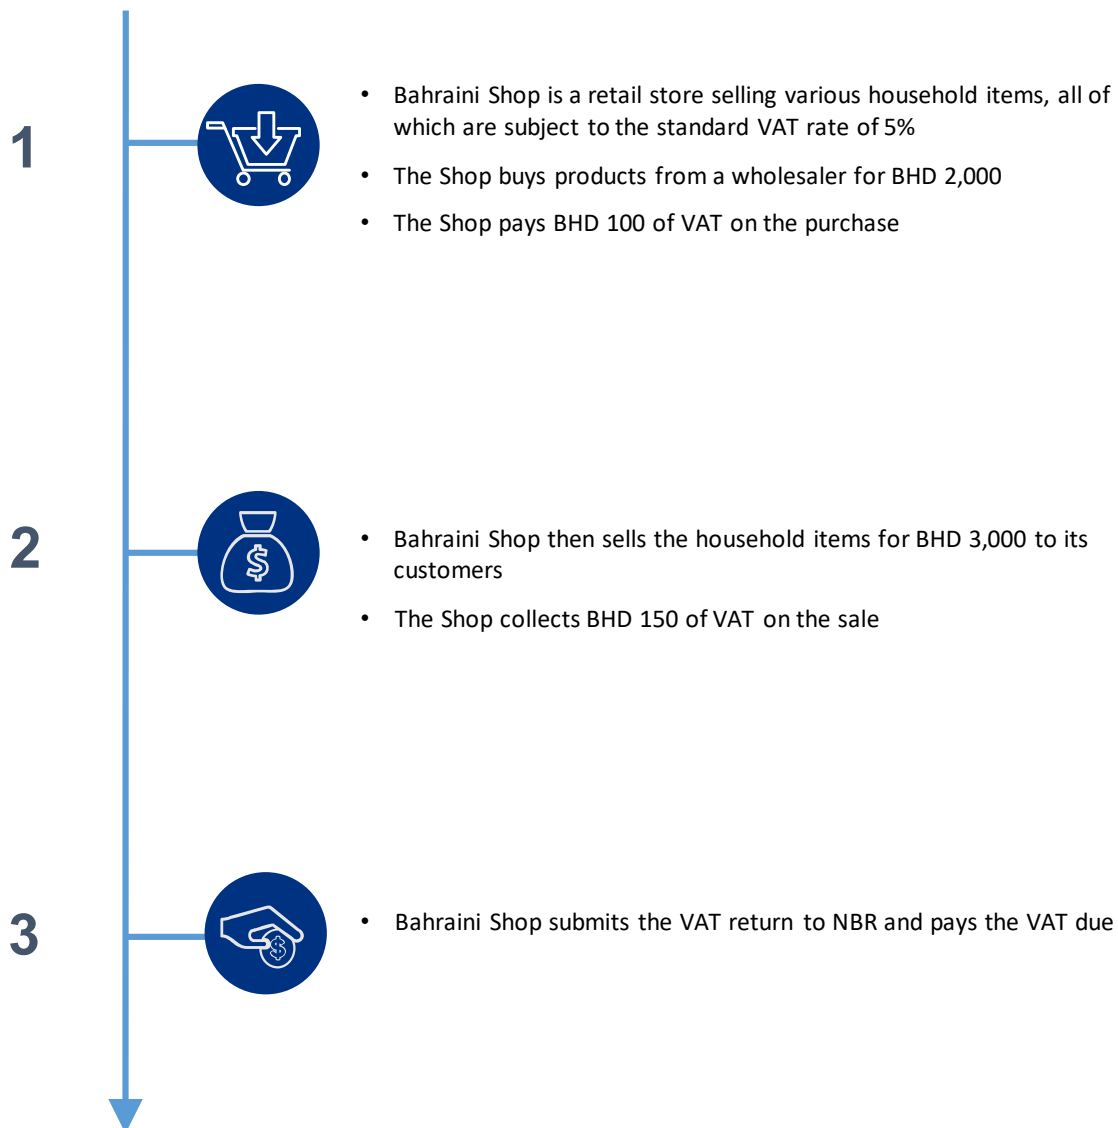 1
• Bahraini Shop is a retail store selling various household items, all of
which are subject to the standard VAT rate of 5%
• The Shop buys products from a wholesaler for BHD 2,000
• The Shop pays BHD 100 of VAT on the purchase
2
$
• Bahraini Shop then sells the household items for BHD 3,000 to its
customers
• The Shop collects BHD 150 of VAT on the sale
3
$
• Bahraini Shop submits the VAT return to NBR and pays the VAT due